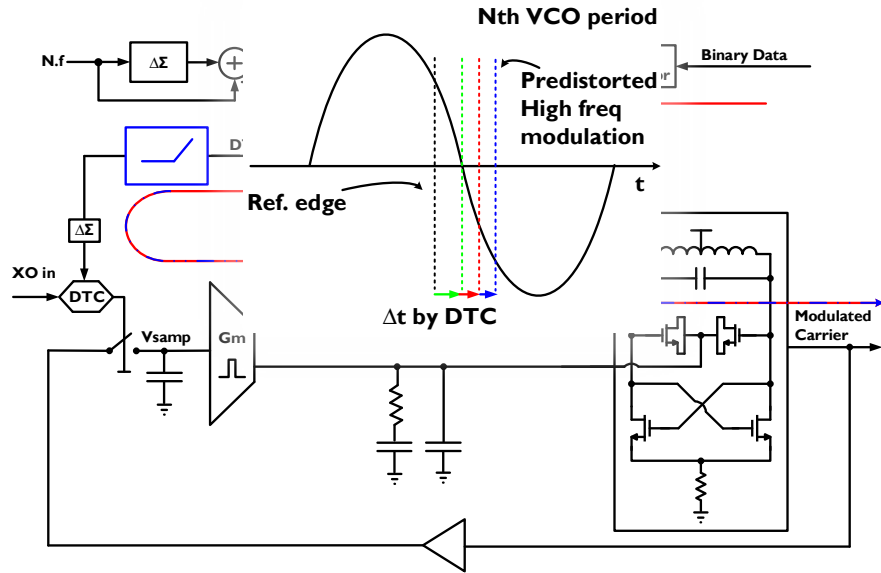 Nth VCO period
N.f
ΔΣ
Binary Data
Predistorted
High freq
modulation
t
Ref. edge
ΔΣ
XO in
DTC
Δt by DTC
Modulated
Carrier
Vsamp
Gm